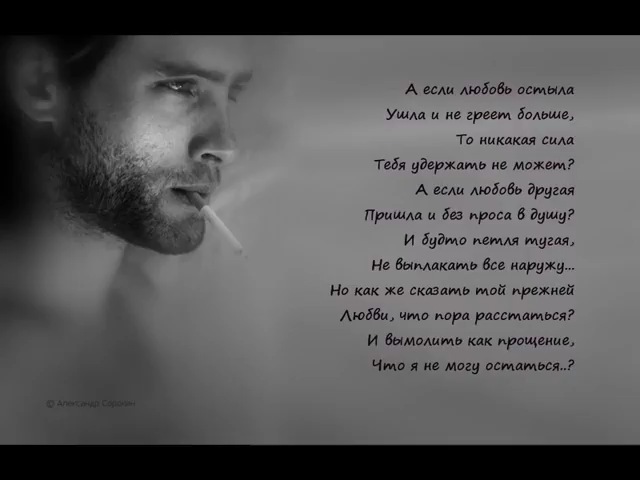 А если любовь остыла
Ушла и не греет больше,
То никакая сила
Тебя удержать не может?
А если любовь другая
Пришла и без проса в душу?
И будто петля тугая,
Не выплакать все наружу...
Но как же сказать той прежней
Любви, что пора расстаться?
И вымолить как прощение,
Что я не могу остаться..?
© Александр